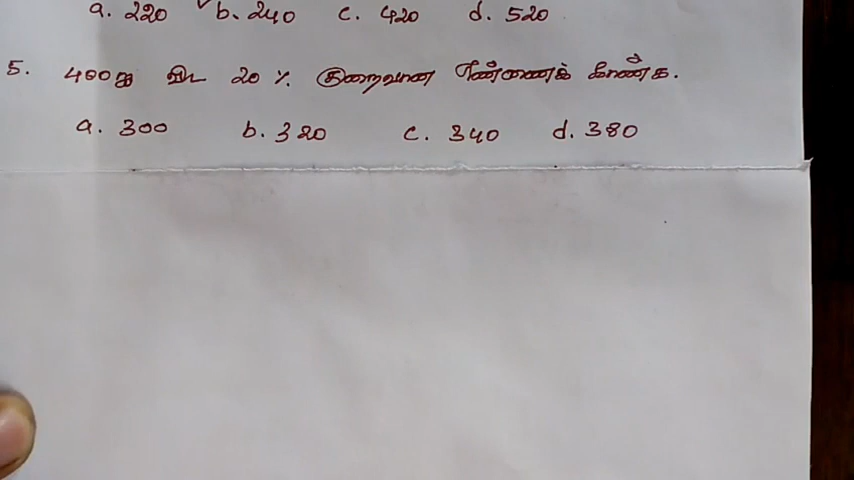 a. 220 b. 240 c. 420 d. 520
5. 400ஐ விட 20 %. குறைவான எண்ணைக் காண்க.
a. 300 b. 320 c. 340 d. 380